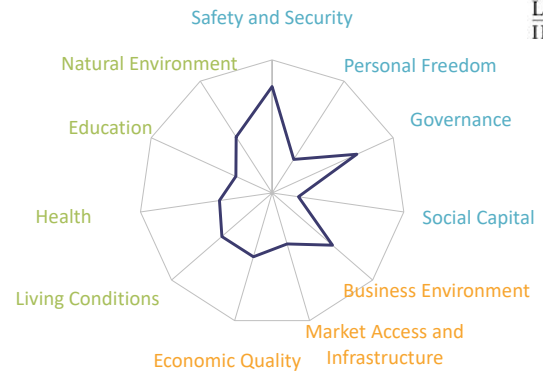 Safety and Security
Natural Environment
Personal Freedom
Education
Governance
Health
Social Capital
Living Conditions
Business Environment
Market Access and
Infrastructure
Economic Quality